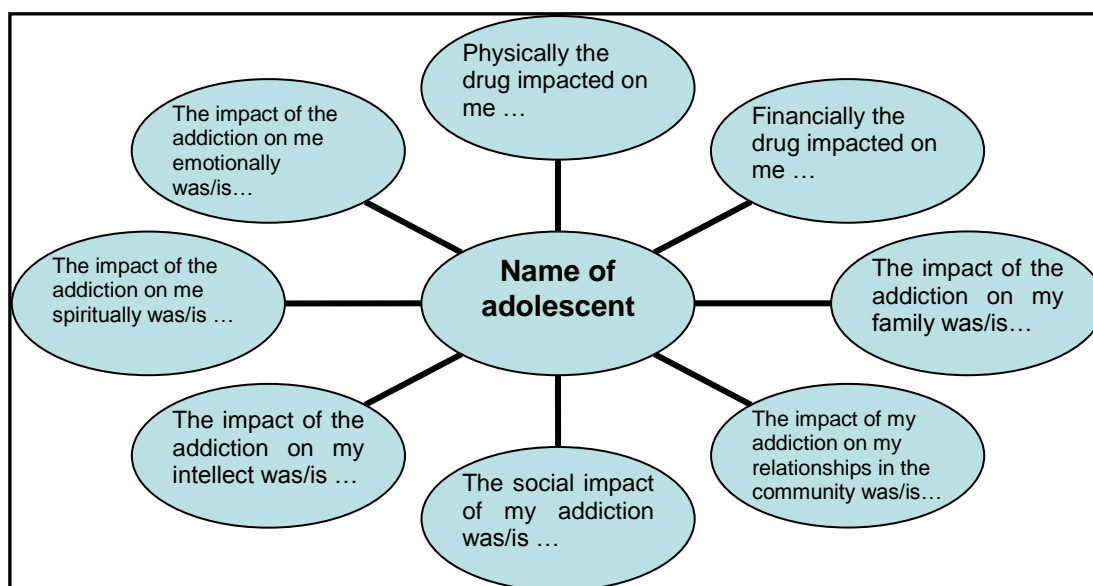 Physically the
drug impacted on
me …
The impact of the
addiction on me
emotionally
was/is…
Financially the
drug impacted on
me …
The impact of the
addiction on me
spiritually was/is …
Name of
adolescent
The impact of the
addiction on my
family was/is…
The impact of the
addiction on my
intellect was/is …
The social impact
of my addiction
was/is …
The impact of my
addiction on my
relationships in the
community was/is…